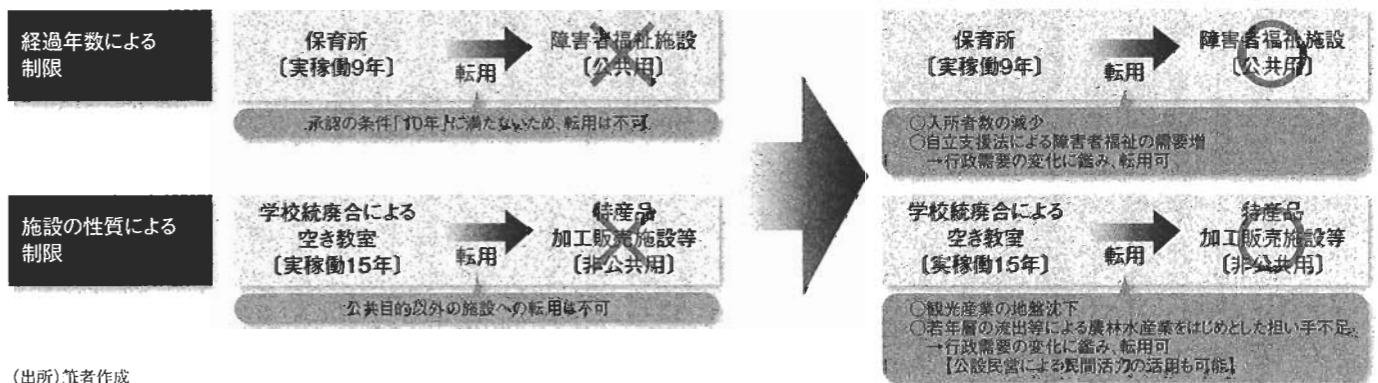 経過年数による
制限
保育所
〔実稼働9年〕
転用
障害者福祉施設
〔公共用〕
承認の条件「10年」に満たないため、転用は不可
施設の性質による
制限
学校統廃合による
空き教室
〔実稼働15年〕
転用
特産品
加工販売施設等
〔非公共用〕
公共目的以外の施設への転用は不可
保育所
〔実稼働9年〕
転用
障害者福祉施設
〔公共用〕
○入所者数の減少
○自立支援法による障害者福祉の需要増
→行政需要の変化に鑑み、転用可
学校統廃合による
空き教室
〔実稼働15年〕
転用
特産品
加工販売施設等
〔非公共用〕
○観光産業の地盤沈下
○若年層の流出等による農林水産業をはじめとした担い手不足
→行政需要の変化に鑑み、転用可
【公設民営による民間活力の活用も可能】
(出所)筆者作成